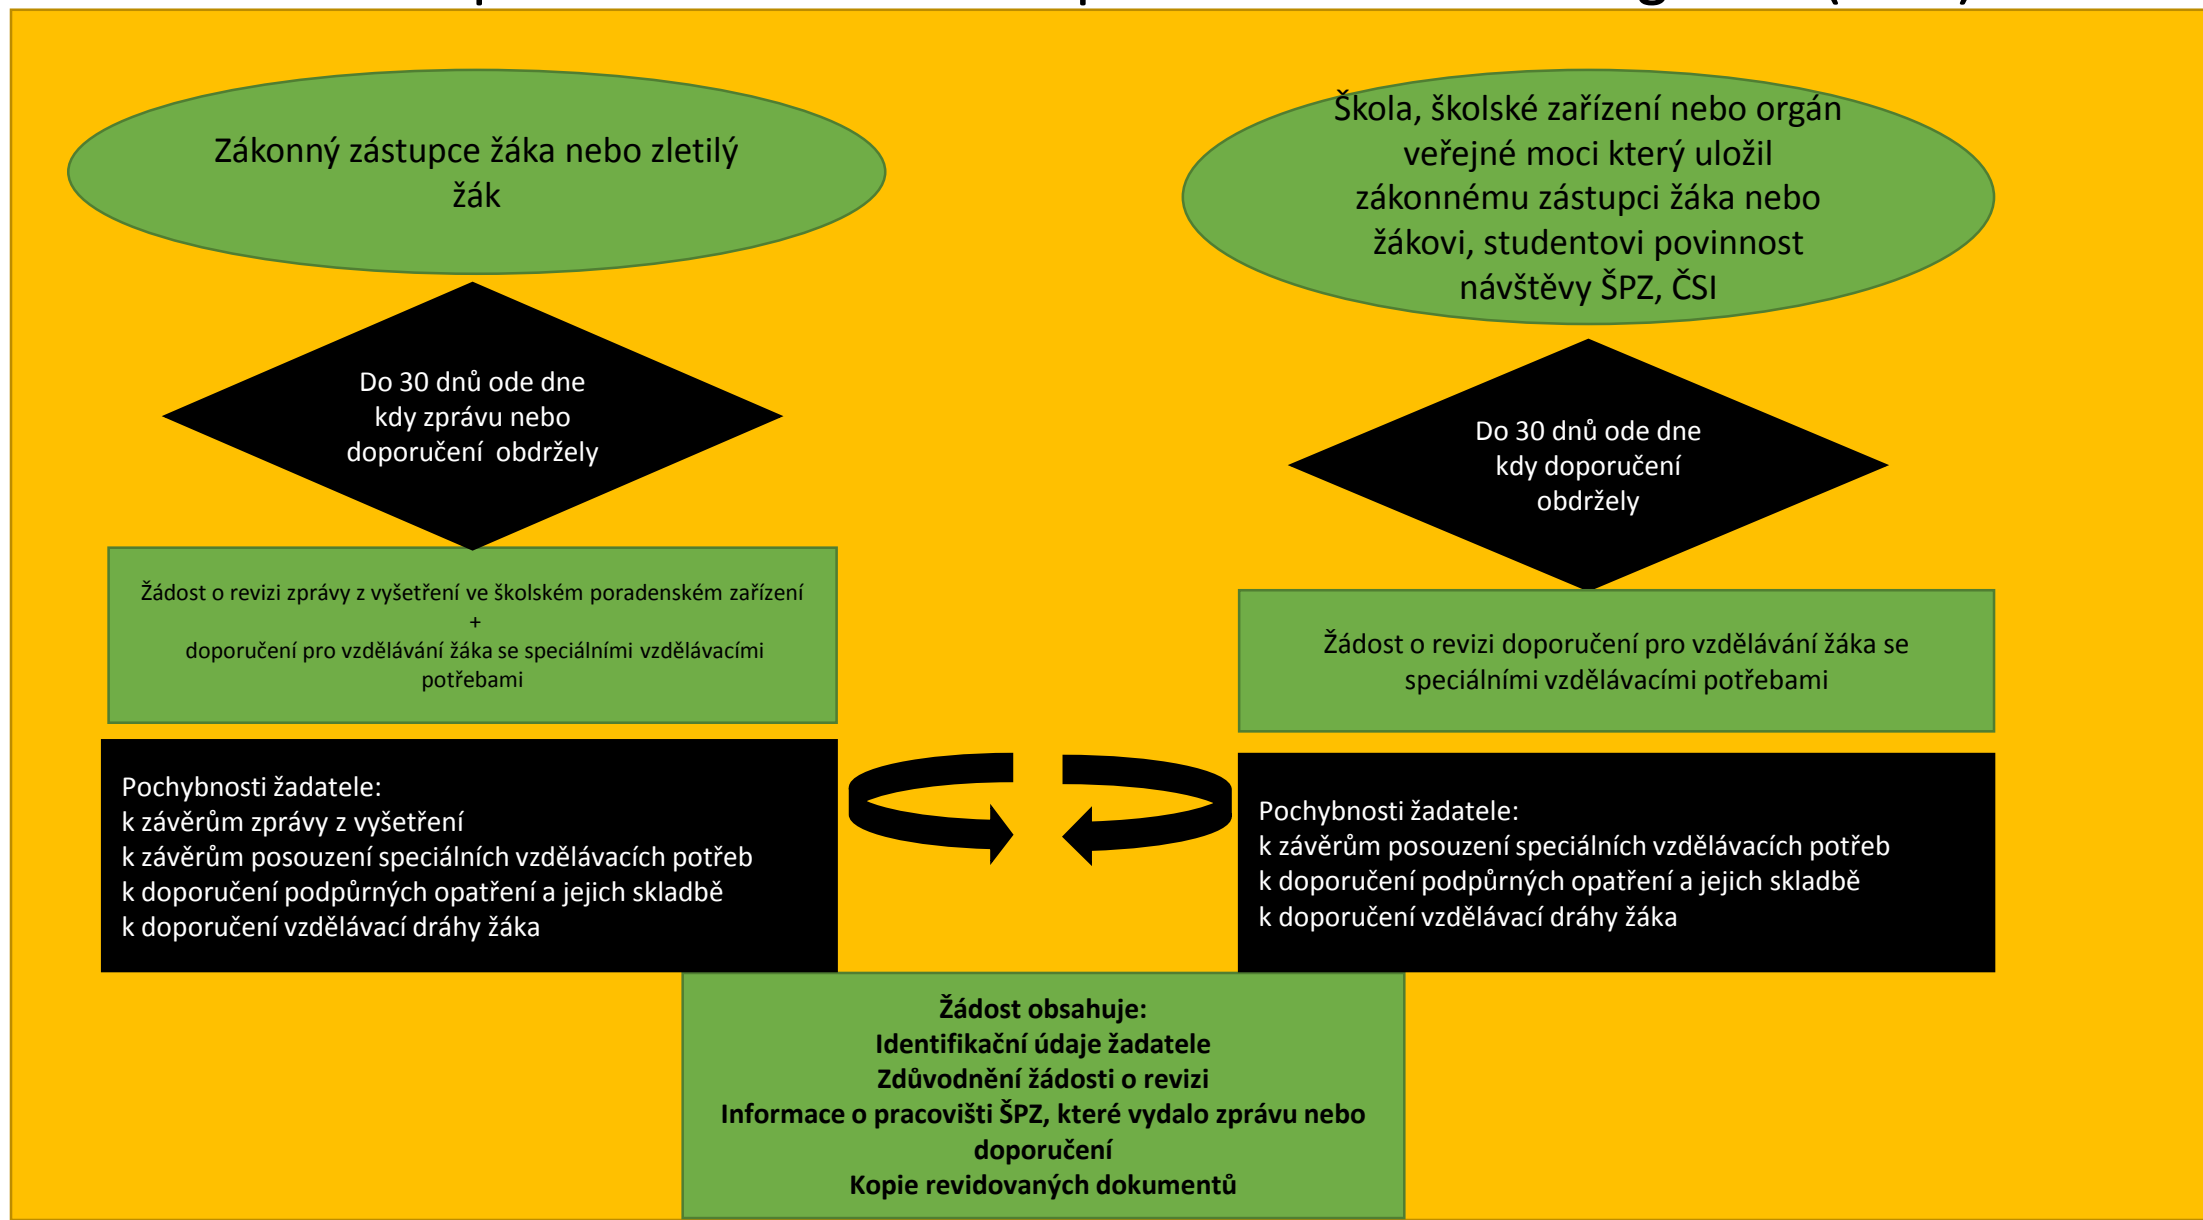 Zákonný zástupce žáka nebo zletilý
žák
Do 30 dnů ode dne
kdy zprávu nebo
doporučení obdržely
Žádost o revizi zprávy z vyšetření ve školském poradenském zařízení
+
doporučení pro vzdělávání žáka se speciálními vzdělávacími
potřebami
Pochybnosti žadatele:
k závěrům zprávy z vyšetření
k závěrům posouzení speciálních vzdělávacích potřeb
k doporučení podpůrných opatření a jejich skladbě
k doporučení vzdělávací dráhy žáka
Škola, školské zařízení nebo orgán
veřejné moci který uložil
zákonnému zástupci žáka nebo
žákovi, studentovi povinnost
návštěvy ŠPZ, ČSI
Do 30 dnů ode dne
kdy doporučení
obdržely
Žádost o revizi doporučení pro vzdělávání žáka se
speciálními vzdělávacími potřebami
Pochybnosti žadatele:
k závěrům posouzení speciálních vzdělávacích potřeb
k doporučení podpůrných opatření a jejich skladbě
k doporučení vzdělávací dráhy žáka
Žádost obsahuje:
Identifikační údaje žadatele
Zdůvodnění žádosti o revizi
Informace o pracovišti ŠPZ, které vydalo zprávu nebo
doporučení
Kopie revidovaných dokumentů